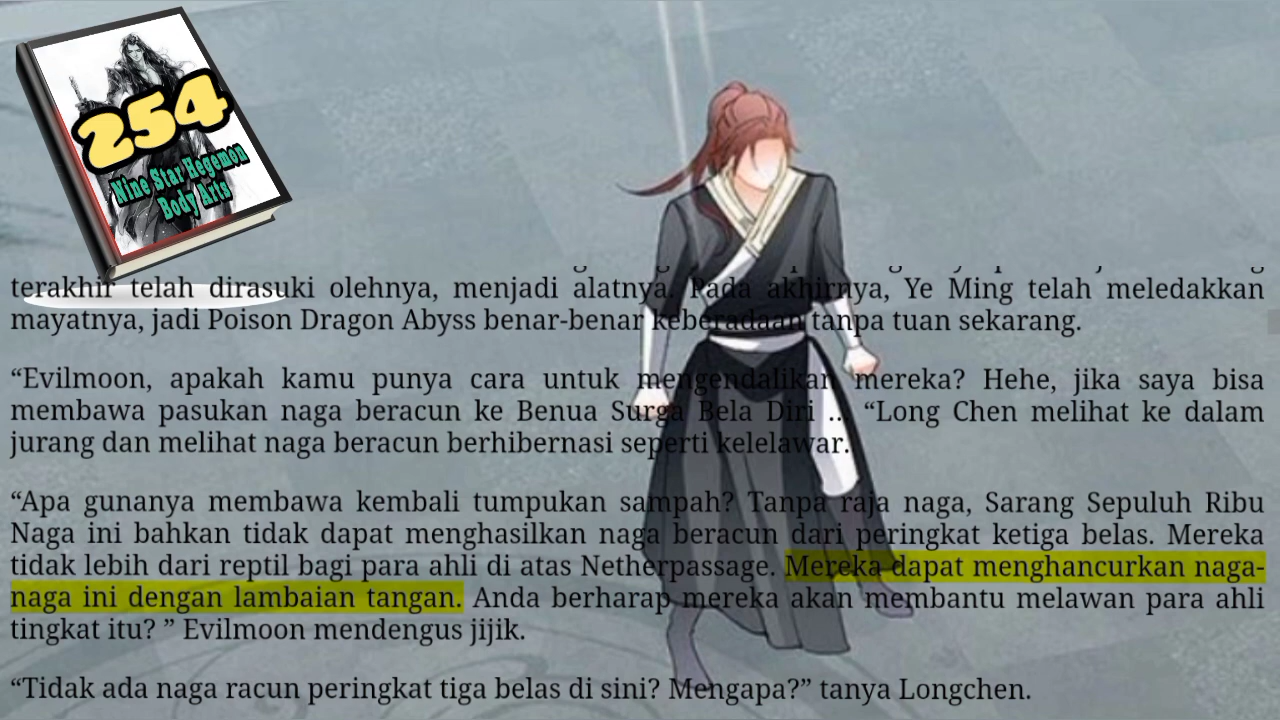 254
Nine Star Hegemon
Body Arts
terakhir telah dirasuki olehnya, menjadi alatnya. Pada akhirnya, Ye Ming telah meledakkan
mayatnya, jadi Poison Dragon Abyss benar-benar keberadaan tanpa tuan sekarang.
“Evilmoon, apakah kamu punya cara untuk mengendalikan mereka? Hehe, jika saya bisa
membawa pasukan naga beracun ke Benua Surga Bela Diri ... “Long Chen melihat ke dalam
jurang dan melihat naga beracun berhibernasi seperti kelelawar.
“Apa gunanya membawa kembali tumpukan sampah? Tanpa raja naga, Sarang Sepuluh Ribu
Naga ini bahkan tidak dapat menghasilkan naga beracun dari peringkat ketiga belas. Mereka
tidak lebih dari reptil bagi para ahli di atas Netherpassage. Mereka dapat menghancurkan naga-
naga ini dengan lambaian tangan. Anda berharap mereka akan membantu melawan para ahli
tingkat itu? ” Evilmoon mendengus jijik.
“Tidak ada naga racun peringkat tiga belas di sini? Mengapa?” tanya Longchen.